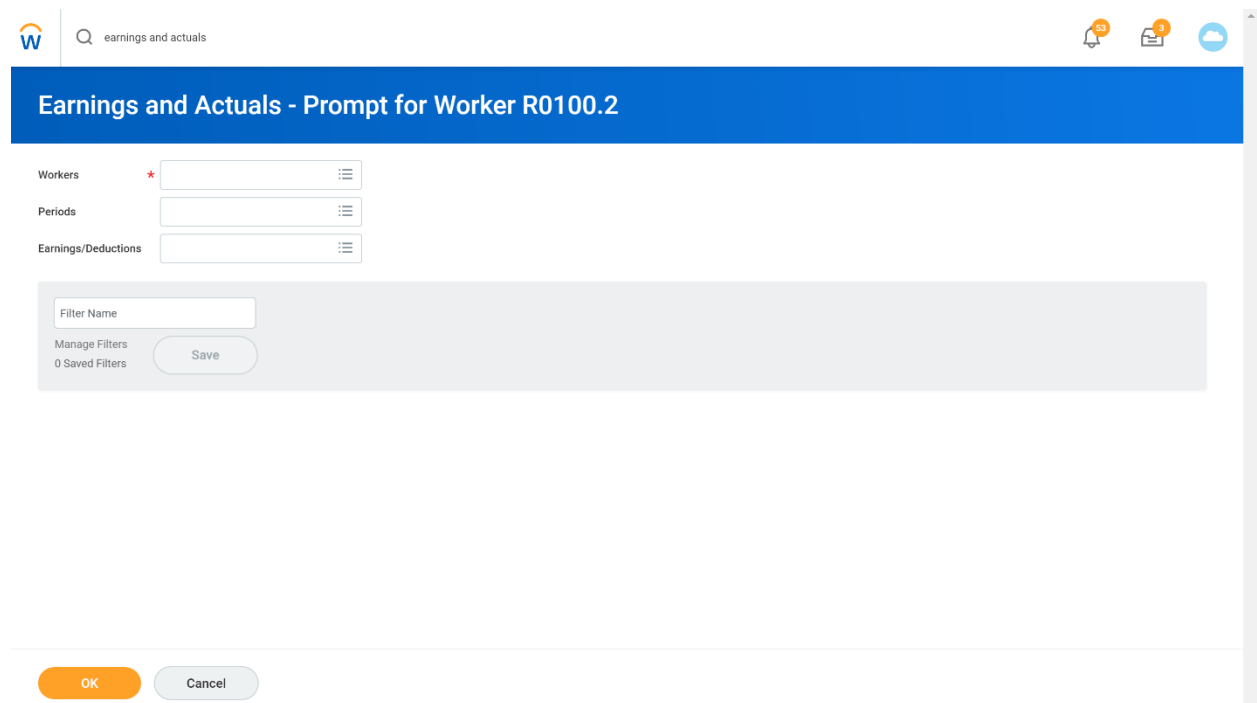 W
earnings and actuals
53
3
Earnings and Actuals - Prompt for Worker R0100.2
Workers *
Periods
Earnings/Deductions
Filter Name
Manage Filters
0 Saved Filters
Save
OK
Cancel